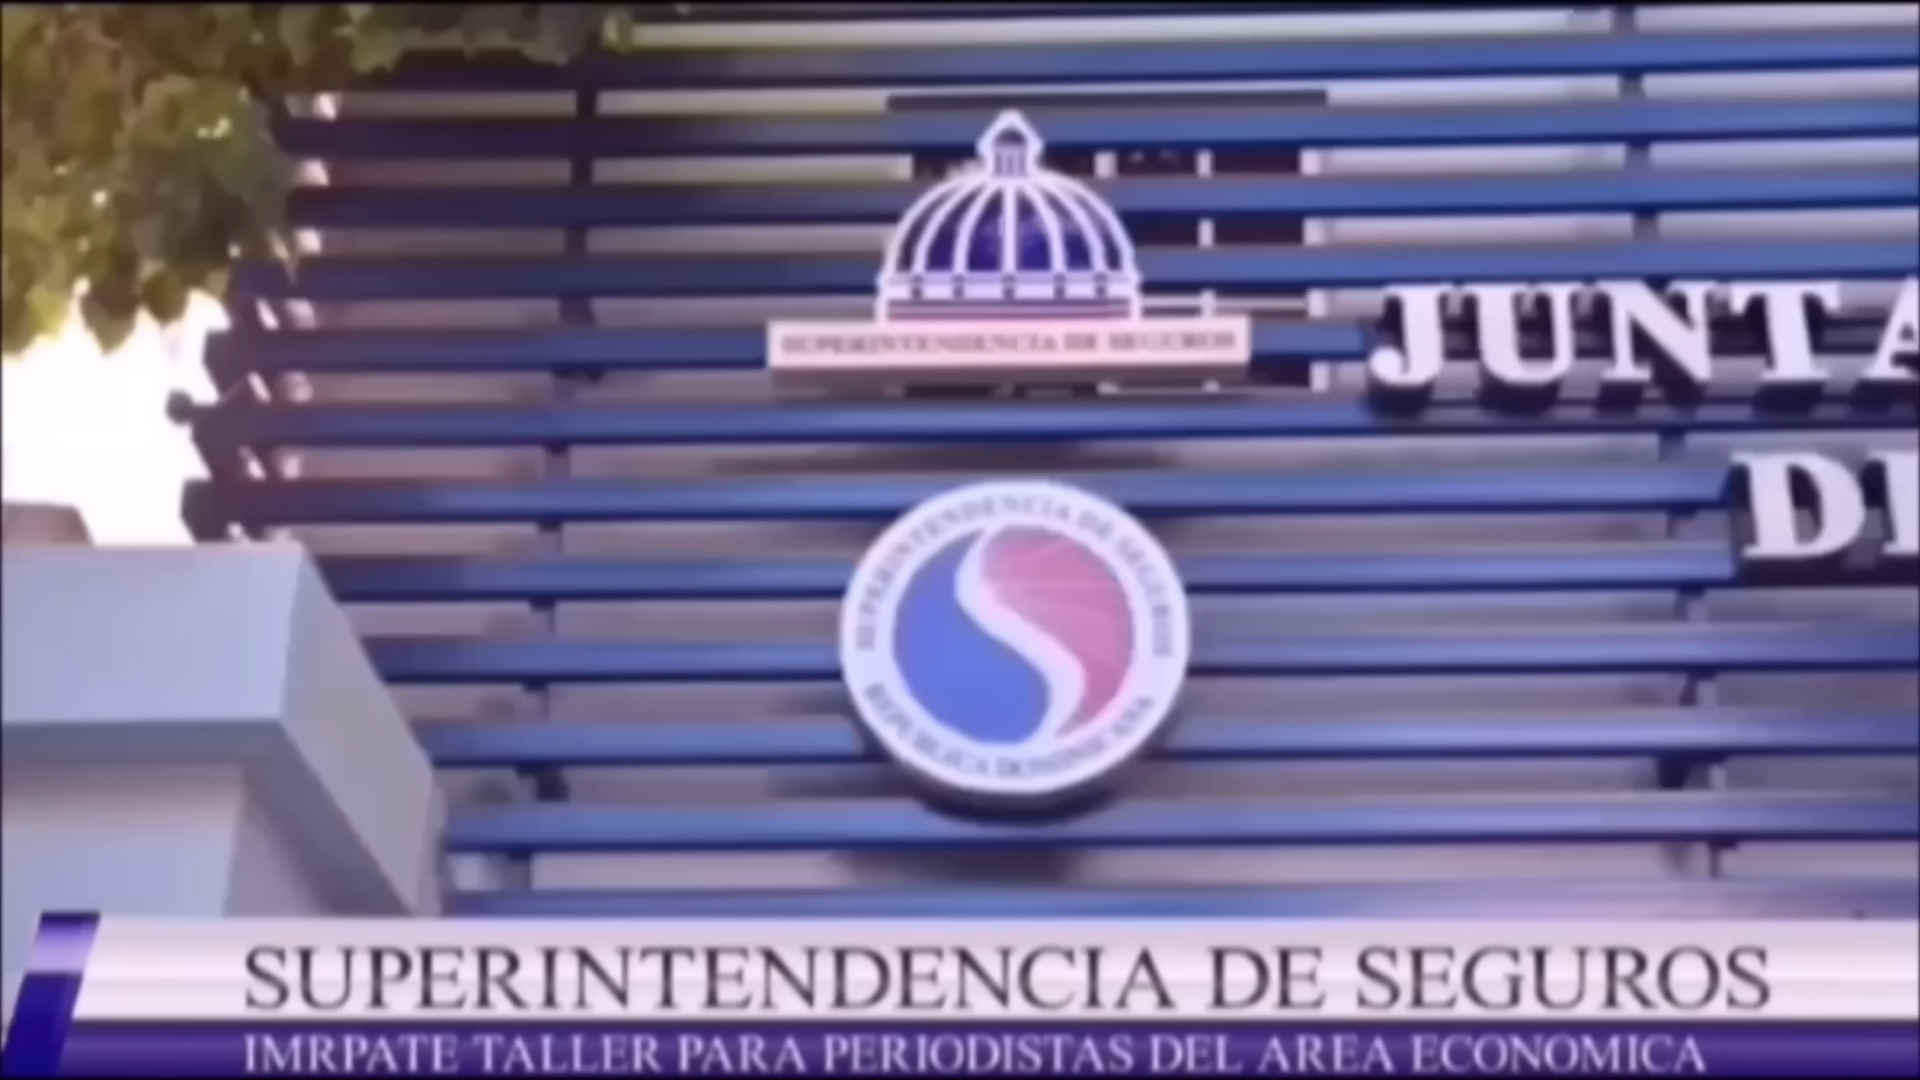 SUPERINTENDENCIA DE SEGUROS
JUNTA
DE
SUPERINTENDENCIA DE SEGUROS
REPUBLICA DOMINICANA
SUPERINTENDENCIA DE SEGUROS
IMRPATE TALLER PARA PERIODISTAS DEL AREA ECONOMICA